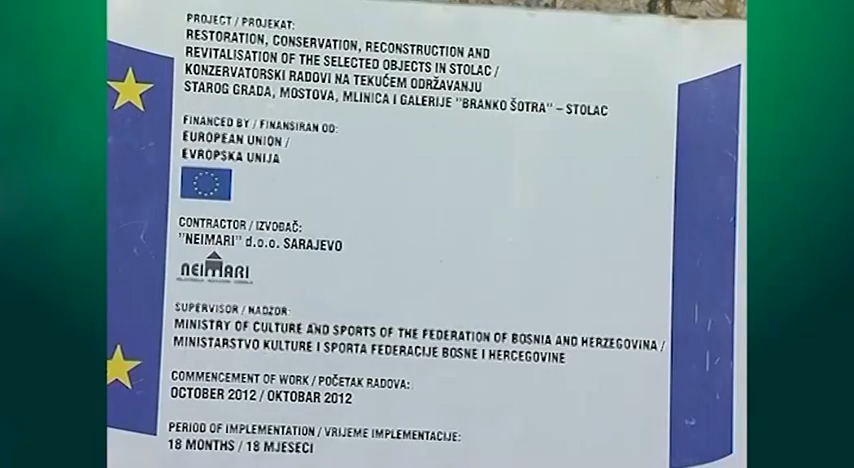 PROJECT / PROJEKAT:
RESTORATION, CONSERVATION, RECONSTRUCTION AND
REVITALISATION OF THE SELECTED OBJECTS IN STOLAC /
KONZERVATORSKI RADOVI NA TEKUĆEM ODRŽAVANJU
STAROG GRADA, MOSTOVA, MLINICA I GALERIJE "BRANKO ŠOTRA" – STOLAC
FINANCED BY / FINANSIRAN OD:
EUROPEAN UNION /
EVROPSKA UNIJA
CONTRACTOR / IZVOĐAČ:
"NEIMARI" d.o.o. SARAJEVO
NEIMARI
SUPERVISOR / NADZOR:
MINISTRY OF CULTURE AND SPORTS OF THE FEDERATION OF BOSNIA AND HERZEGOVINA /
MINISTARSTVO KULTURE I SPORTA FEDERACIJE BOSNE I HERCEGOVINE
COMMENCEMENT OF WORK / POČETAK RADOVA:
OCTOBER 2012 / OKTOBAR 2012
PERIOD OF IMPLEMENTATION / VRIJEME IMPLEMENTACIJE:
18 MONTHS / 18 MJESECI